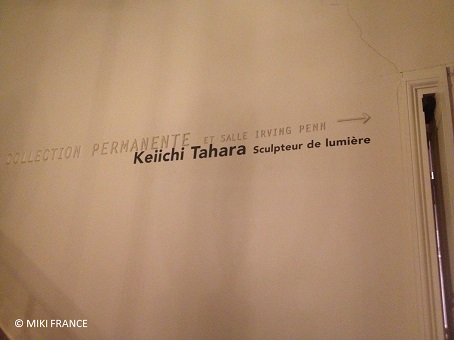 COLLECTION PERMANENTE ET SALLE IRVING PENN →
Keiichi Tahara Sculpteur de lumière
© MIKI FRANCE